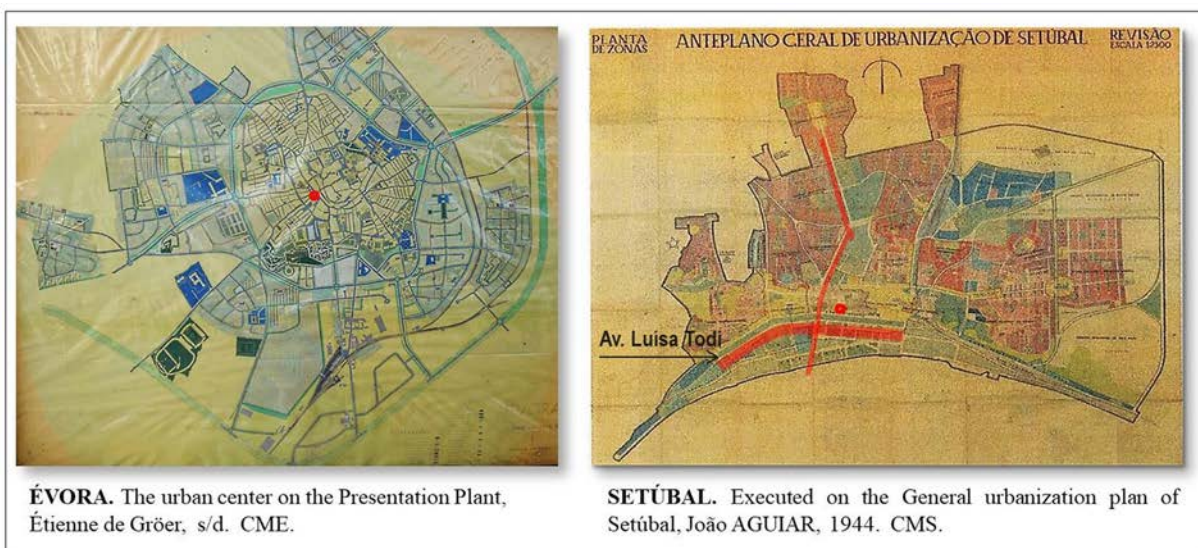 PLANTA
DE ZONAS
ANTEPLANO GERAL DE URBANIZAÇÃO DE SETÚBAL
REVISÃO
ESCALA 1:2500
Av. Luísa Todi
ÉVORA. The urban center on the Presentation Plant,
Étienne de Gröer, s/d. CME.
SETÚBAL. Executed on the General urbanization plan of
Setúbal, João AGUIAR, 1944. CMS.